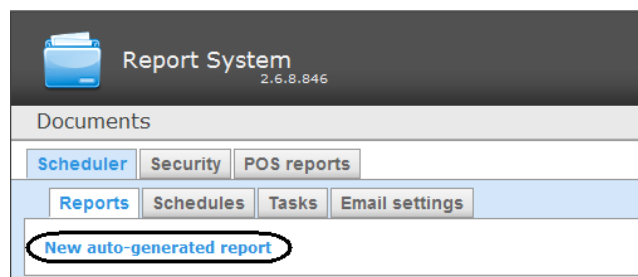 Report System
2.6.8.846
Documents
Scheduler Security POS reports
Reports Schedules Tasks Email settings
New auto-generated report